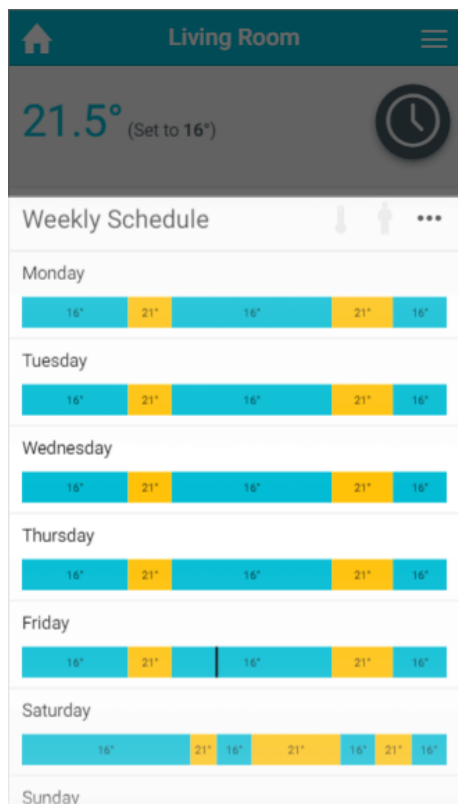 Living Room
21.5° (Set to 16°)
Weekly Schedule
Monday
16° 21° 16° 21° 16°
Tuesday
16° 21° 16° 21° 16°
Wednesday
16° 21° 16° 21° 16°
Thursday
16° 21° 16° 21° 16°
Friday
16° 21° 16° 21° 16°
Saturday
16° 21° 16° 21° 16° 21° 16°
Sunday